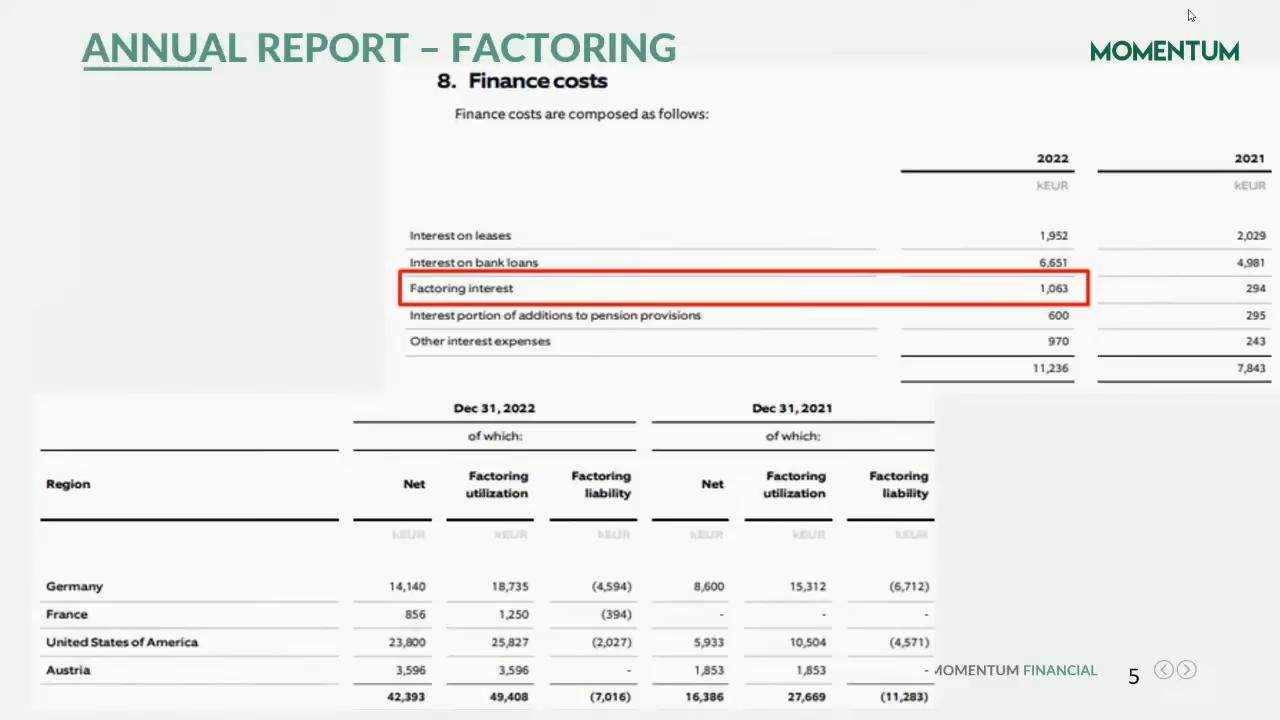 ANNUAL REPORT – FACTORING
MOMENTUM
8. Finance costs
Finance costs are composed as follows:
2022 2021
kEUR kEUR
Interest on leases 1,952 2,029
Interest on bank loans 6,651 4,981
Factoring interest 1,063 294
Interest portion of additions to pension provisions 600 295
Other interest expenses 970 243
11,236 7,843
Dec 31, 2022 Dec 31, 2021
of which: of which:
Region Net Factoring utilization Factoring liability Net Factoring utilization Factoring liability
kEUR kEUR kEUR kEUR kEUR kEUR
Germany 14,140 18,735 (4,594) 8,600 15,312 (6,712)
France 856 1,250 (394) - - -
United States of America 23,800 25,827 (2,027) 5,933 10,504 (4,571)
Austria 3,596 3,596 - 1,853 1,853 -
42,393 49,408 (7,016) 16,386 27,669 (11,283)
MOMENTUM FINANCIAL 5